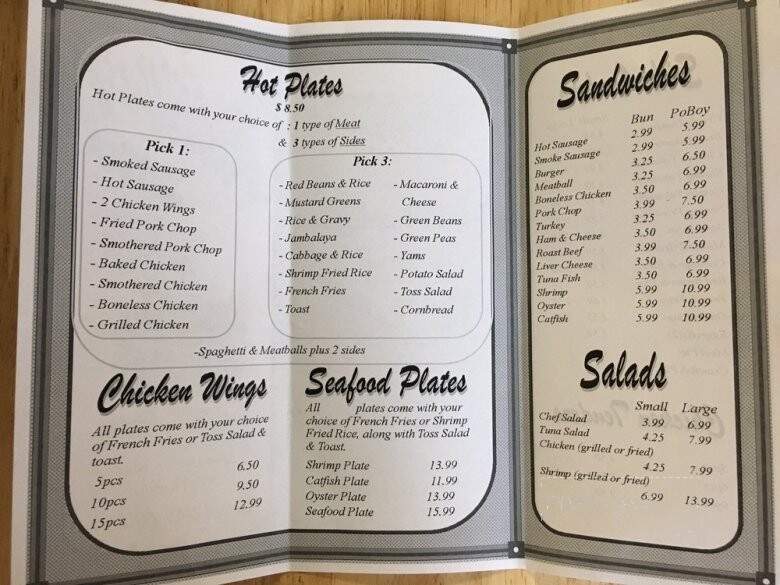 Hot Plates
$ 8.50
Hot Plates come with your choice of : 1 type of Meat
& 3 types of Sides
Pick 1:
- Smoked Sausage
- Hot Sausage
- 2 Chicken Wings
- Fried Pork Chop
- Smothered Pork Chop
- Baked Chicken
- Smothered Chicken
- Boneless Chicken
- Grilled Chicken
Pick 3:
- Red Beans & Rice
- Mustard Greens
- Rice & Gravy
- Jambalaya
- Cabbage & Rice
- Shrimp Fried Rice
- French Fries
- Toast
- Macaroni &
Cheese
- Green Beans
- Green Peas
- Yams
- Potato Salad
- Toss Salad
- Cornbread
-Spaghetti & Meatballs plus 2 sides
Chicken Wings
All plates come with your choice
of French Fries or Toss Salad &
toast.
5pcs 6.50
10pcs 9.50
15pcs 12.99
Seafood Plates
All plates come with your
choice of French Fries or Shrimp
Fried Rice, along with Toss Salad
& Toast.
Shrimp Plate 13.99
Catfish Plate 11.99
Oyster Plate 13.99
Seafood Plate 15.99
Sandwiches
Bun PoBoy
Hot Sausage 2.99 5.99
Smoke Sausage 2.99 5.99
Burger 3.25 6.50
Meatball 3.25 6.99
Boneless Chicken 3.50 6.99
Pork Chop 3.99 7.50
Turkey 3.25 6.99
Ham & Cheese 3.50 6.99
Roast Beef 3.99 7.50
Liver Cheese 3.50 6.99
Tuna Fish 3.50 6.99
Shrimp 5.99 10.99
Oyster 5.99 10.99
Catfish 5.99 10.99
Salads
Small Large
Chef Salad 3.99 6.99
Tuna Salad 4.25 7.99
Chicken (grilled or fried)
4.25 7.99
Shrimp (grilled or fried)
6.99 13.99